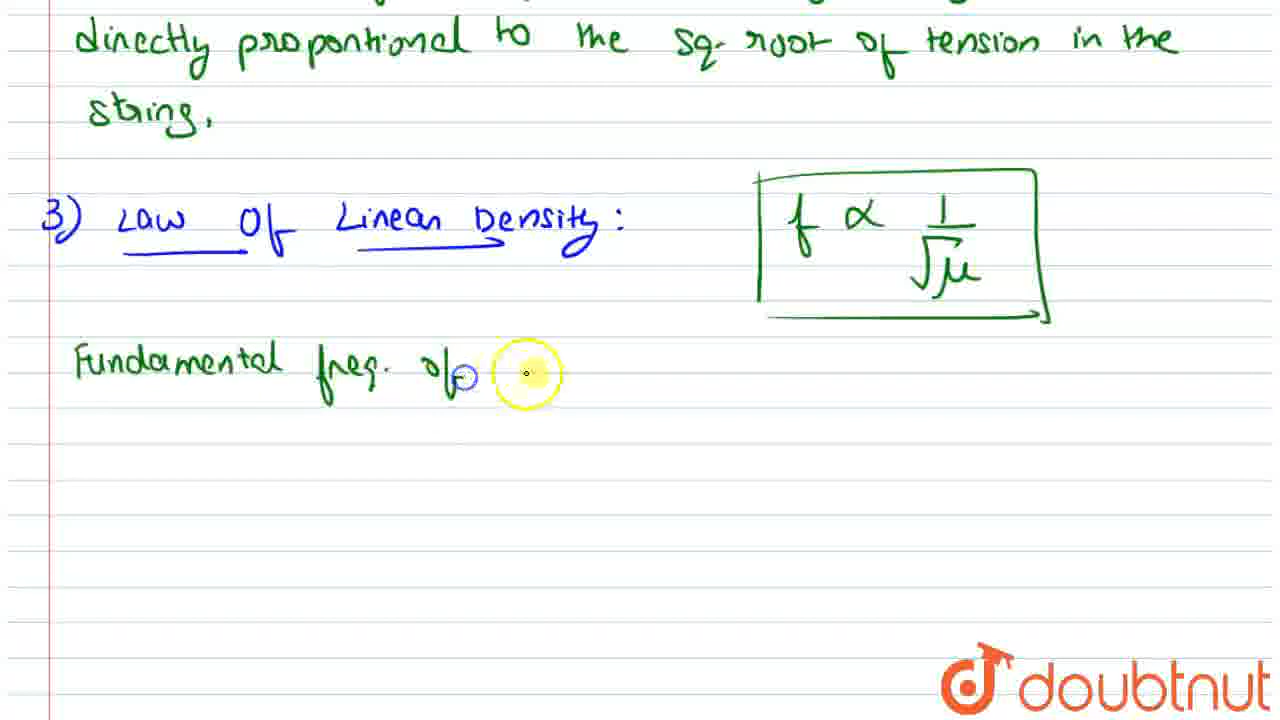 directly proportional to the sq. root of tension in the
string.
3) Law Of Linear Density:
f ∝ 1/√μ
Fundamental freq. of
doubtnut